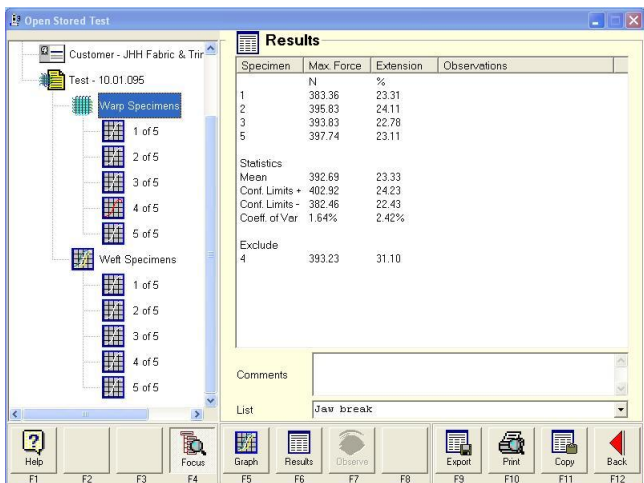 Open Stored Test
Customer - JHH Fabric & Trir
Test - 10.01.095
Warp Specimens
1 of 5
2 of 5
3 of 5
4 of 5
5 of 5
Weft Specimens
1 of 5
2 of 5
3 of 5
4 of 5
5 of 5
Results
Specimen Max. Force Extension Observations
N %
1 383.36 23.31
2 395.83 24.11
3 393.83 22.78
5 397.74 23.11
Statistics
Mean 392.69 23.33
Conf. Limits + 402.92 24.23
Conf. Limits - 382.46 22.43
Coeff. of Var 1.64% 2.42%
Exclude
4 393.23 31.10
Comments
List Jaw break
Help Focus Graph Results Observe Export Print Copy Back
F1 F2 F3 F4 F5 F6 F7 F8 F9 F10 F11 F12